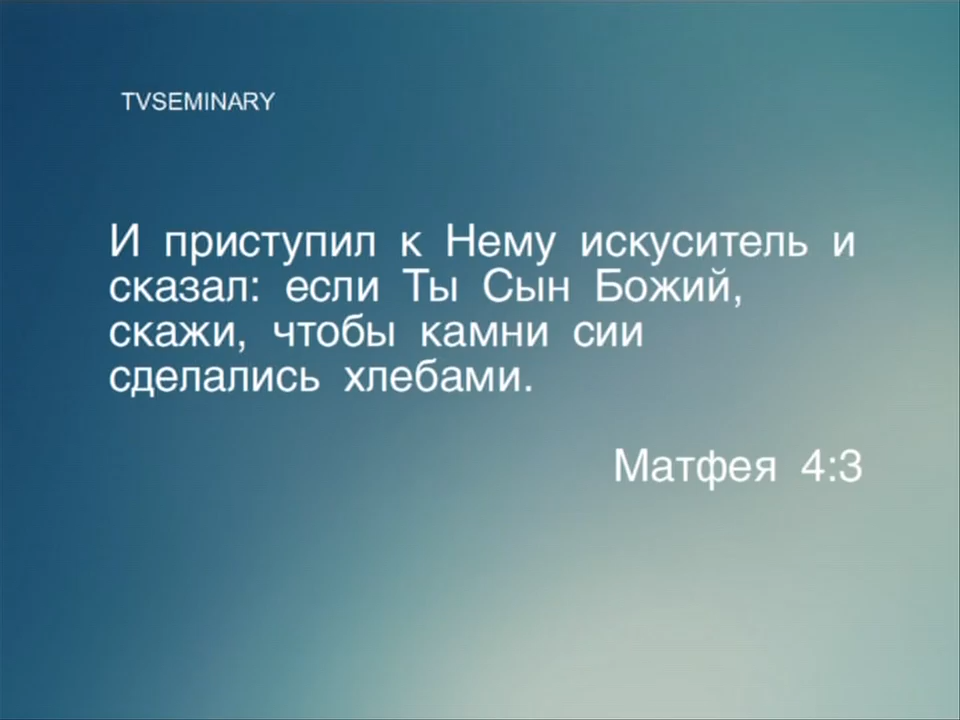 TVSEMINARY
И приступил к Нему искуситель и
сказал: если Ты Сын Божий,
скажи, чтобы камни сии
сделались хлебами.
Матфея 4:3